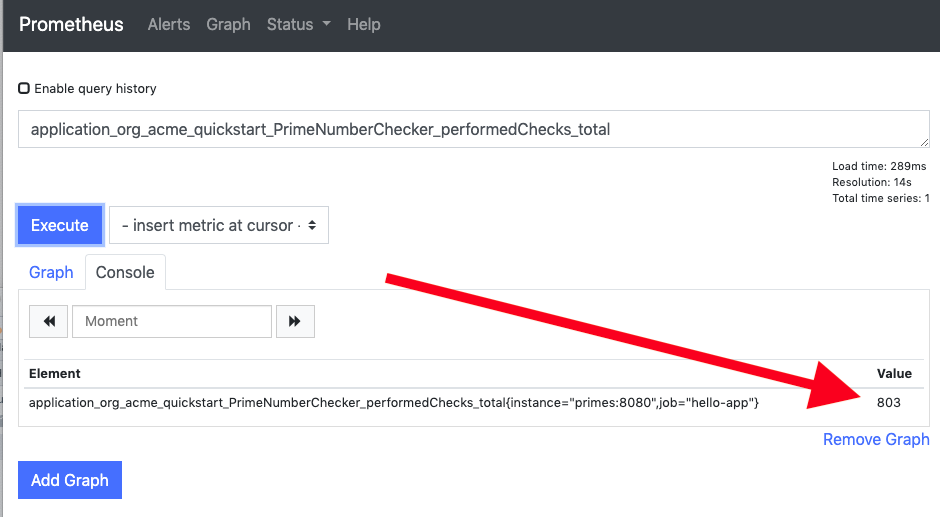 Prometheus Alerts Graph Status Help
Enable query history
application_org_acme_quickstart_PrimeNumberChecker_performedChecks_total
Load time: 289ms
Resolution: 14s
Total time series: 1
Execute - insert metric at cursor -
Graph Console
Moment
Element Value
application_org_acme_quickstart_PrimeNumberChecker_performedChecks_total{instance="primes:8080",job="hello-app"} 803
Remove Graph
Add Graph